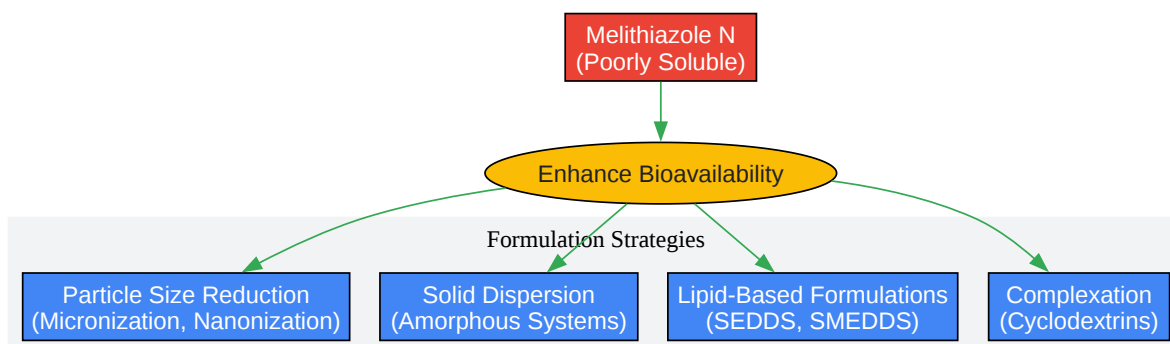 Melithiazole N
(Poorly Soluble)
Enhance Bioavailability
Formulation Strategies
Particle Size Reduction
(Micronization, Nanonization)
Solid Dispersion
(Amorphous Systems)
Lipid-Based Formulations
(SEDDS, SMEDDS)
Complexation
(Cyclodextrins)